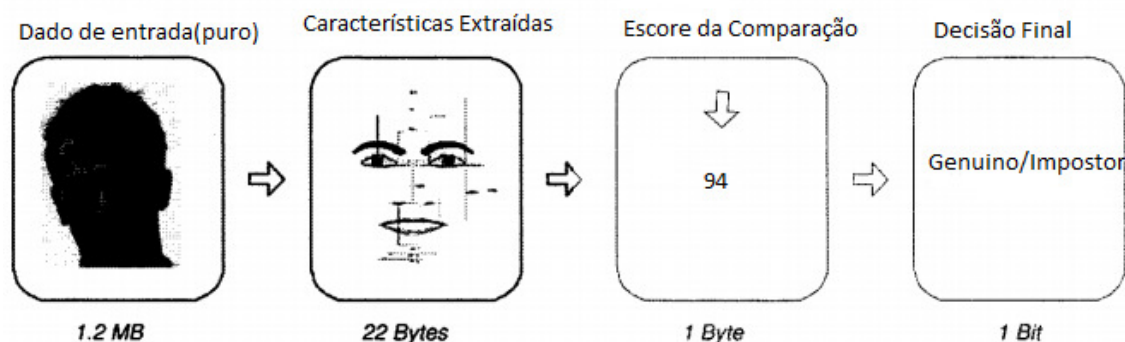 Dado de entrada(puro)
Características Extraídas
Escore da Comparação
Decisão Final
94
Genuino/Impostor
1.2 MB
22 Bytes
1 Byte
1 Bit